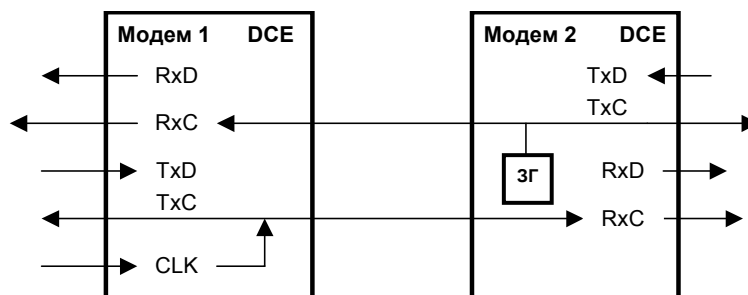 Модем 1 DCE
RxD
RxC
TxD
TxC
CLK
Модем 2 DCE
TxD
TxC
ЗГ
RxD
RxC